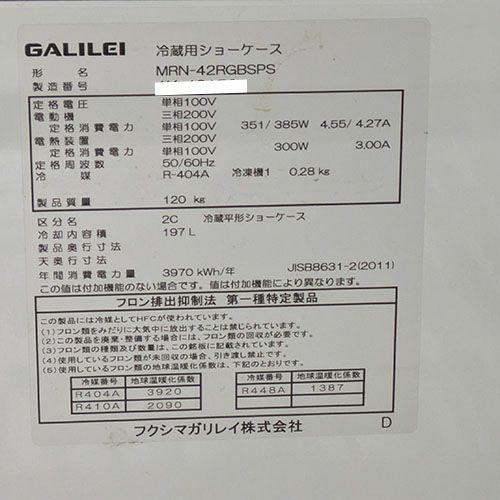 GALILEI 冷蔵用ショーケース
形 名 MRN-42RGBSPS
製造番号
定格電圧 単相100V
電動機 三相200V
定格消費電力 単相100V 351/385W 4.55/4.27A
電熱装置 三相200V
定格消費電力 単相100V 300W 3.00A
定格周波数 50/60Hz
冷 媒 R-404A 冷凍機1 0.28 kg
製品質量 120 kg
区分名 2C 冷蔵平形ショーケース
冷却内容積 197 L
製品奥行寸法
天奥行寸法
年間消費電力量 3970 kWh/年 JISB8631-2(2011)
この値は付加機能のない値です。値は付加機能により異なります。
フロン排出抑制法 第一種特定製品
この製品には冷媒としてHFCが使われています。
(1)フロン類をみだりに大気中に放出することは禁じられています。
(2)この製品を廃棄・整備する場合には、フロン類の回収が必要です。
(3)フロン類の種類及び数量は、この銘板に記載されています。
(4)使用しているフロン類が未回収の場合、引き渡し禁止です。
(5)使用しているフロン類の地球温暖化係数は、下記のとおりです。
冷媒番号 地球温暖化係数 冷媒番号 地球温暖化係数
R404A 3920 R448A 1387
R410A 2090
フクシマガリレイ株式会社 D